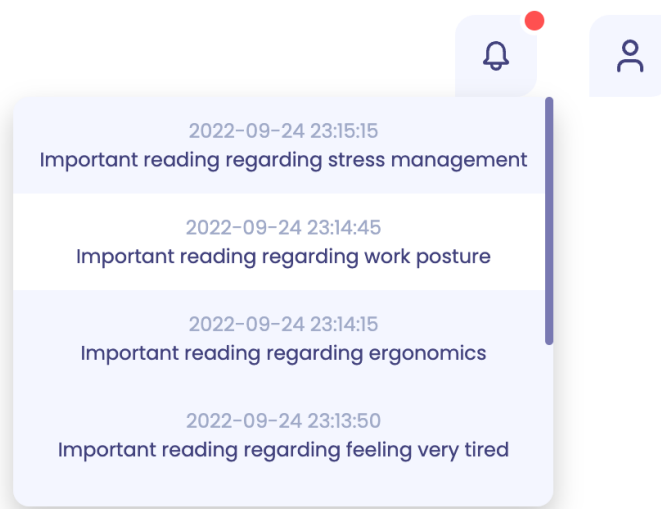 2022-09-24 23:15:15
Important reading regarding stress management
2022-09-24 23:14:45
Important reading regarding work posture
2022-09-24 23:14:15
Important reading regarding ergonomics
2022-09-24 23:13:50
Important reading regarding feeling very tired